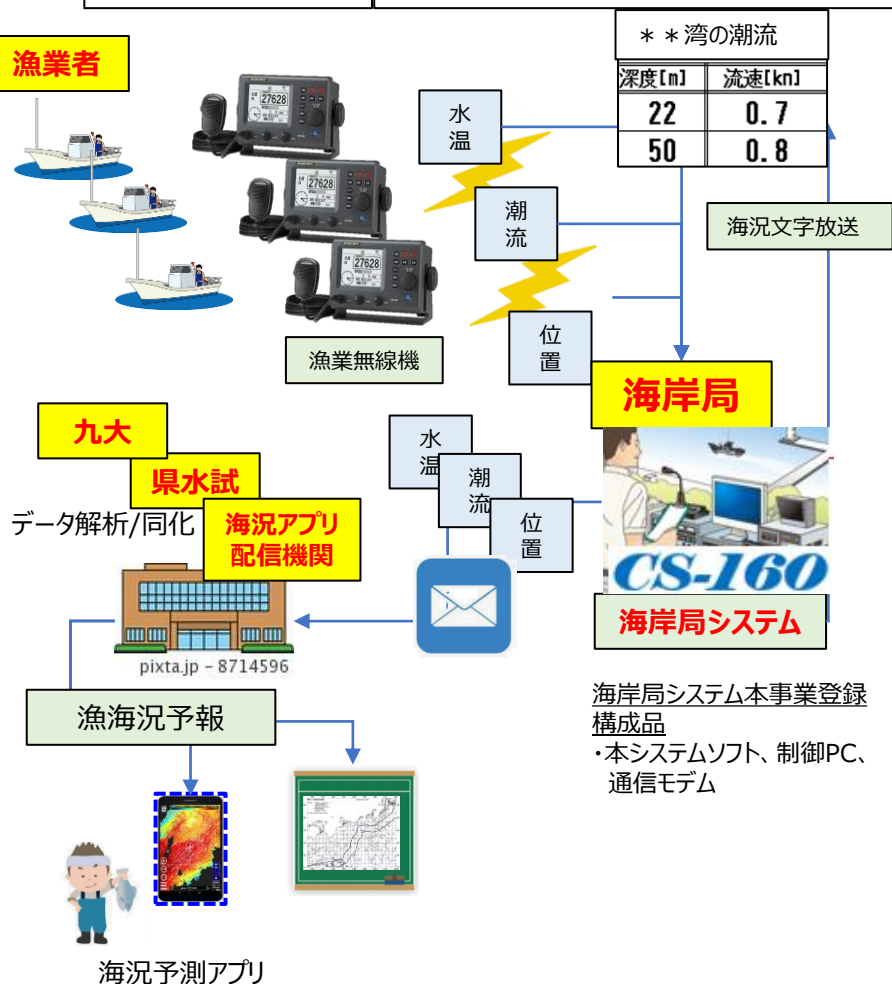 ＊＊湾の潮流
深度[m] 流速[kn]
22 0.7
50 0.8
漁業者
27628
27628
27628
水温
潮流
位置
海況文字放送
漁業無線機
海岸局
九大
県水試
データ解析/同化
海況アプリ
配信機関
水温
潮流
位置
CS-160
海岸局システム
pixta.jp - 8714596
海岸局システム本事業登録
構成品
・本システムソフト、制御PC、
通信モデム
漁海況予報
海況予測アプリ